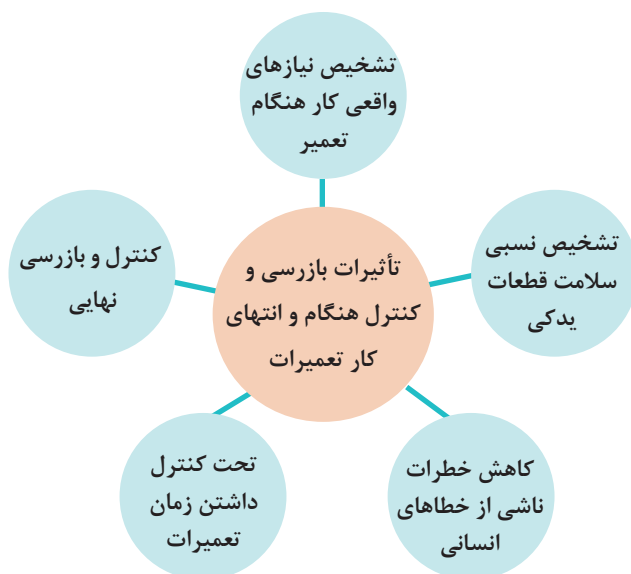 تشخیص نیازهای
واقعی کار هنگام
تعمیر
تشخیص نسبی
سلامت قطعات
یدکی
کنترل و بازرسی
نهایی
تأثیرات بازرسی و
کنترل هنگام و انتهای
کار تعمیرات
کاهش خطرات
ناشی از خطاهای
انسانی
تحت کنترل
داشتن زمان
تعمیرات